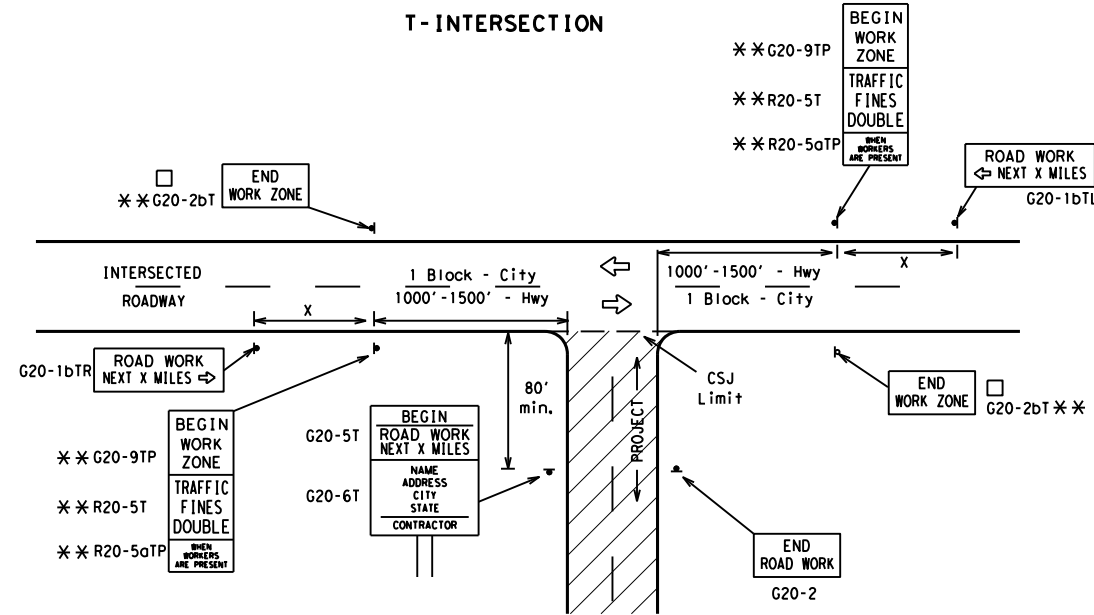 T-INTERSECTION
BEGIN
WORK
ZONE
TRAFFIC
FINES
DOUBLE
WHEN
WORKERS
ARE PRESENT
** G20-9TP
** R20-5T
** R20-5aTP
ROAD WORK
⇦ NEXT X MILES
G20-1bTL
□
** G20-2bT
END
WORK ZONE
INTERSECTED
ROADWAY
X
1 Block - City
1000'-1500' - Hwy
⇦
⇨
1000'-1500' - Hwy
1 Block - City
X
G20-1bTR
ROAD WORK
NEXT X MILES ⇨
80'
min.
CSJ
Limit
PROJECT
END
WORK ZONE
□
G20-2bT **
BEGIN
WORK
ZONE
TRAFFIC
FINES
DOUBLE
WHEN
WORKERS
ARE PRESENT
** G20-9TP
** R20-5T
** R20-5aTP
G20-5T
BEGIN
ROAD WORK
NEXT X MILES
G20-6T
NAME
ADDRESS
CITY
STATE
CONTRACTOR
END
ROAD WORK
G20-2